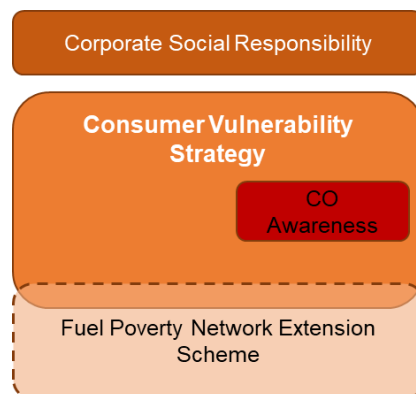 Corporate Social Responsibility
Consumer Vulnerability
Strategy
CO
Awareness
Fuel Poverty Network Extension
Scheme